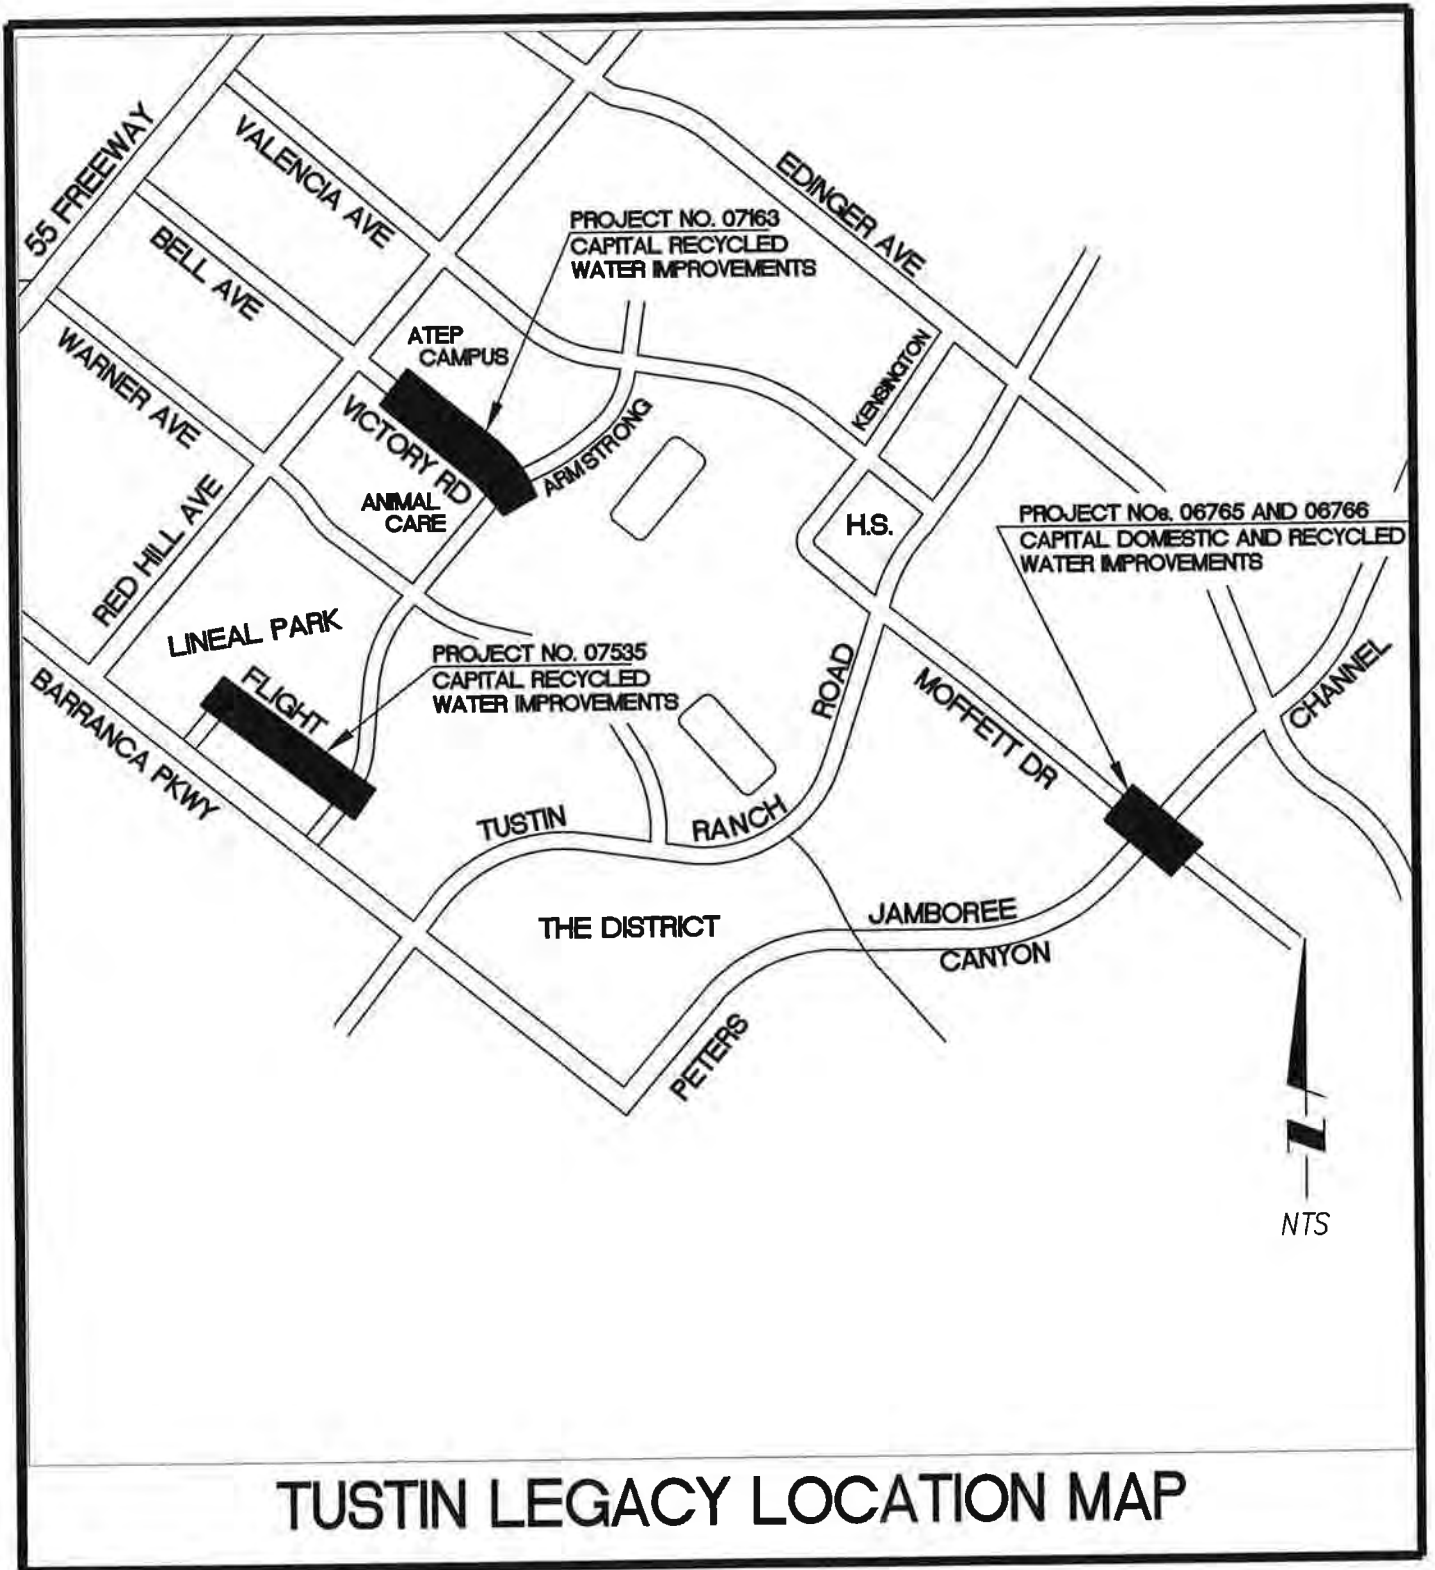 55 FREEWAY
VALENCIA AVE
BELL AVE
WARNER AVE
EDINGER AVE
PROJECT NO. 07163
CAPITAL RECYCLED
WATER IMPROVEMENTS
ATEP
CAMPUS
KENSINGTON
VICTORY RD
ARMSTRONG
ANIMAL
CARE
H.S.
RED HILL AVE
PROJECT NOs. 06765 AND 06766
CAPITAL DOMESTIC AND RECYCLED
WATER IMPROVEMENTS
LINEAL PARK
PROJECT NO. 07535
CAPITAL RECYCLED
WATER IMPROVEMENTS
FLIGHT
BARRANCA PKWY
TUSTIN
RANCH
ROAD
MOFFETT DR
CHANNEL
THE DISTRICT
JAMBOREE
CANYON
PETERS
N
NTS
TUSTIN LEGACY LOCATION MAP